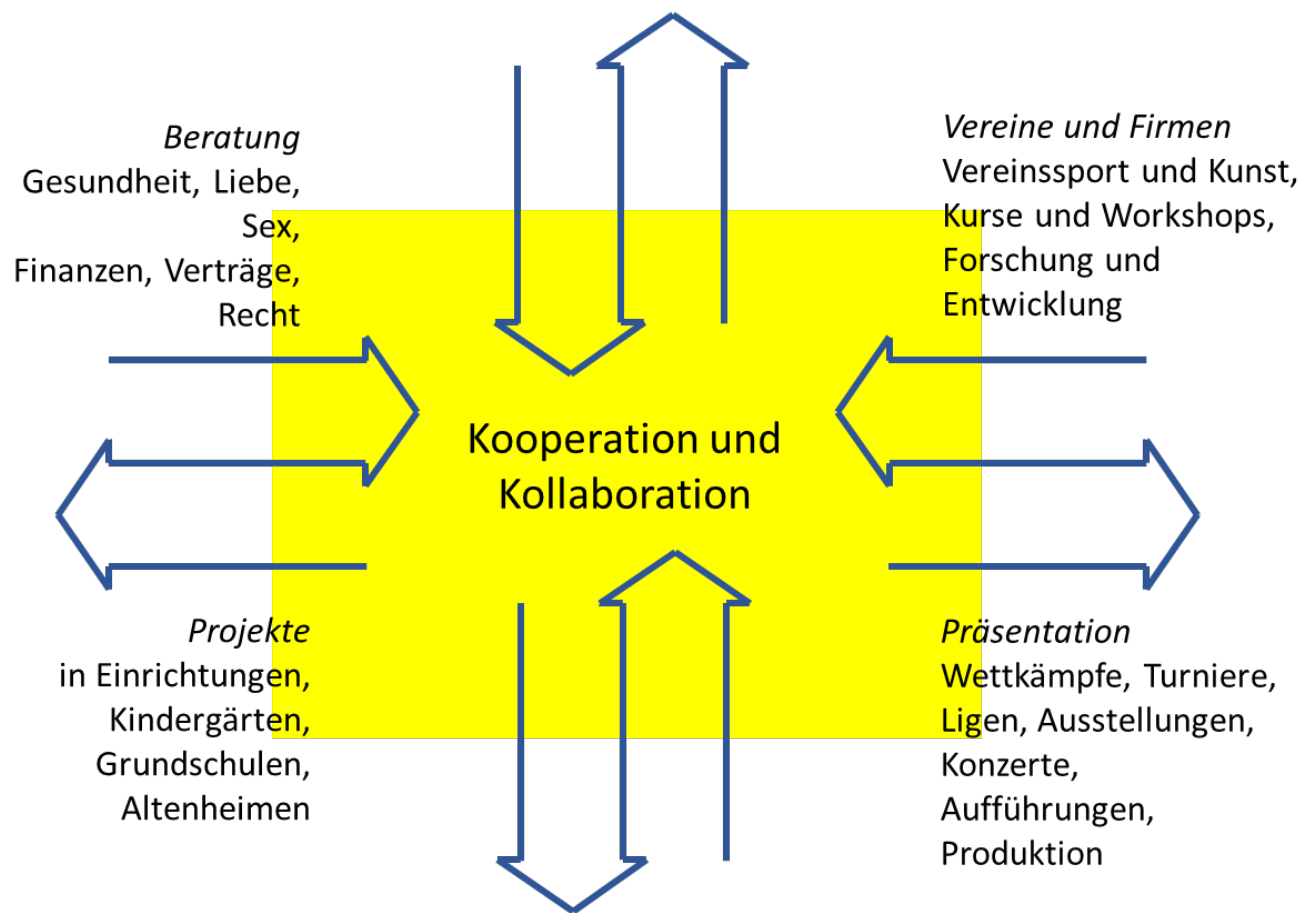 Beratung
Gesundheit, Liebe,
Sex,
Finanzen, Verträge,
Recht
Vereine und Firmen
Vereinssport und Kunst,
Kurse und Workshops,
Forschung und
Entwicklung
Kooperation und
Kollaboration
Projekte
in Einrichtungen,
Kindergärten,
Grundschulen,
Altenheimen
Präsentation
Wettkämpfe, Turniere,
Ligen, Ausstellungen,
Konzerte,
Aufführungen,
Produktion